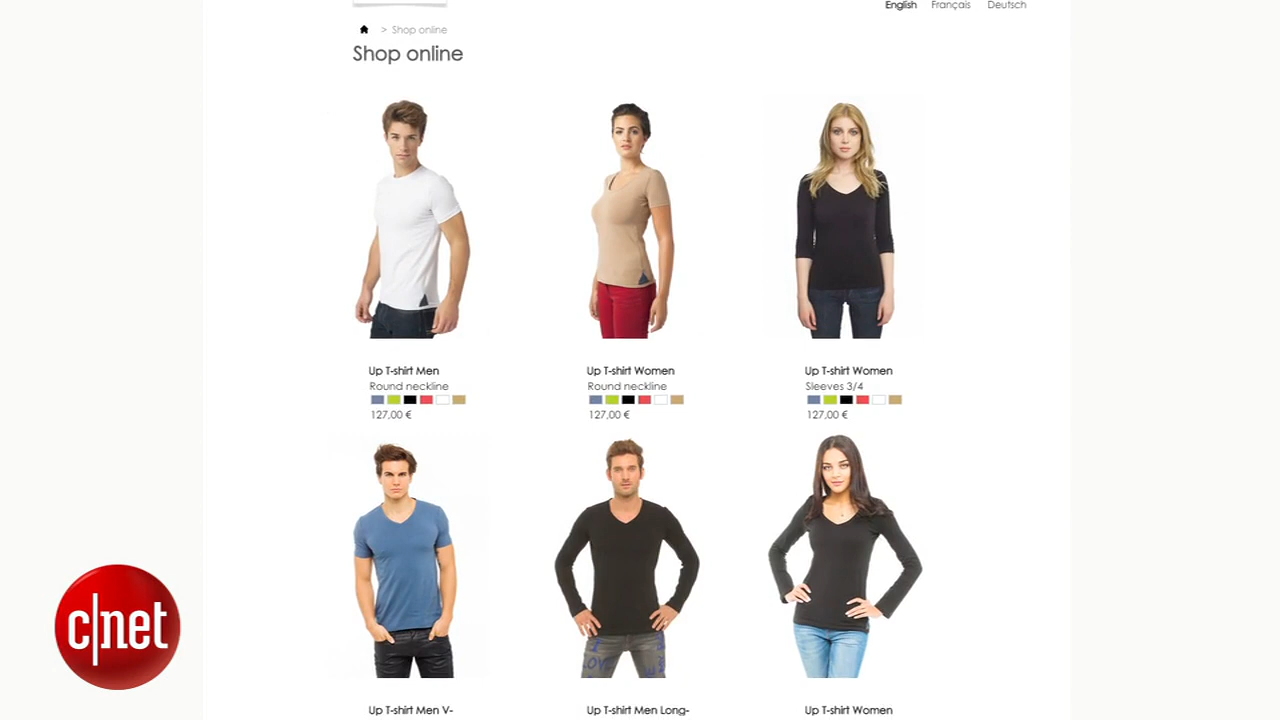 English Français Deutsch
> Shop online
Shop online
Up T-shirt Men
Round neckline
127,00 €
Up T-shirt Women
Round neckline
127,00 €
Up T-shirt Women
Sleeves 3/4
127,00 €
LOVE
c|net
Up T-shirt Men V-
Up T-shirt Men Long-
Up T-shirt Women